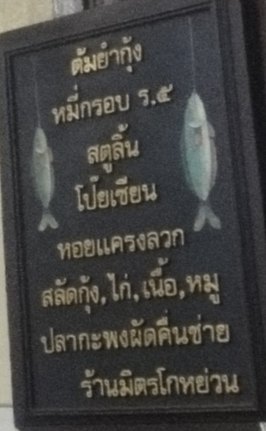 ต้มยำกุ้ง
หมี่กรอบ ร.๕
สตูลิ้น
โป๊ยเซียน
หอยแครงลวก
สลัดกุ้ง,ไก่,เนื้อ,หมู
ปลากะพงผัดคื่นช่าย
ร้านมิตรโกหย่วน